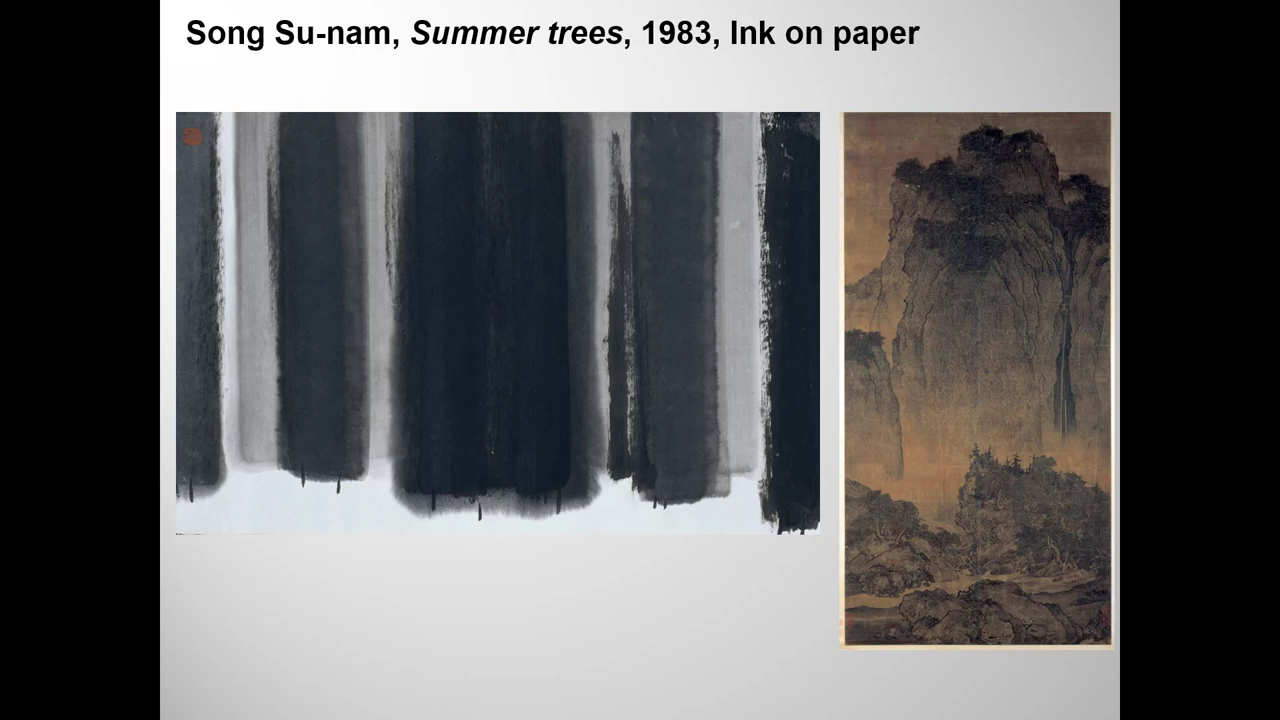 Song Su-nam, Summer trees, 1983, Ink on paper